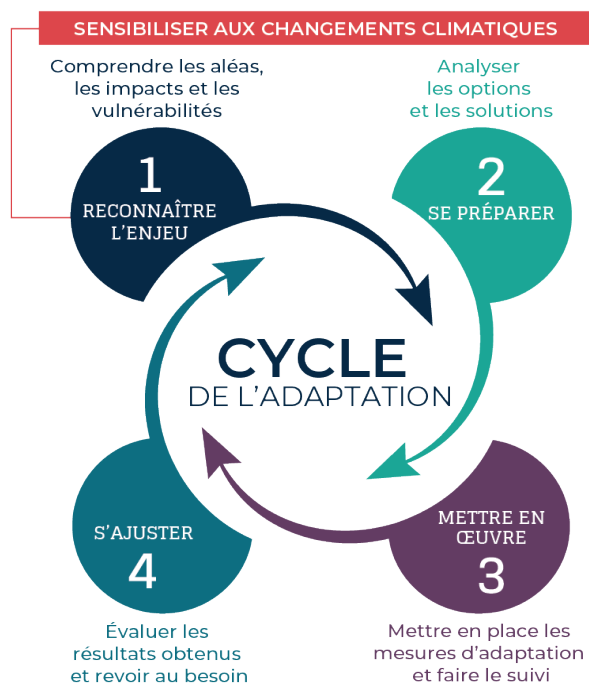 SENSIBILISER AUX CHANGEMENTS CLIMATIQUES
Comprendre les aléas,
les impacts et les
vulnérabilités
1
RECONNAÎTRE
L’ENJEU
Analyser
les options
et les solutions
2
SE PRÉPARER
CYCLE
DE L’ADAPTATION
METTRE EN
ŒUVRE
3
Mettre en place les
mesures d’adaptation
et faire le suivi
S’AJUSTER
4
Évaluer les
résultats obtenus
et revoir au besoin